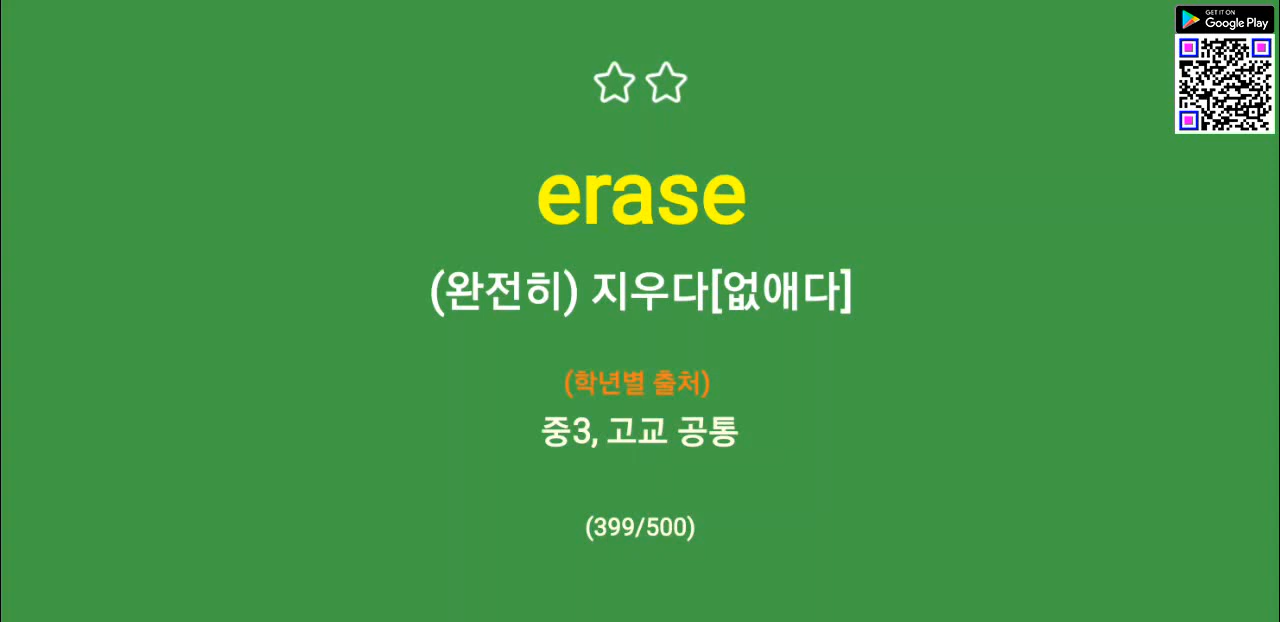 GET IT ON
Google Play
erase
(완전히) 지우다[없애다]
(학년별 출처)
중3, 고교 공통
(399/500)